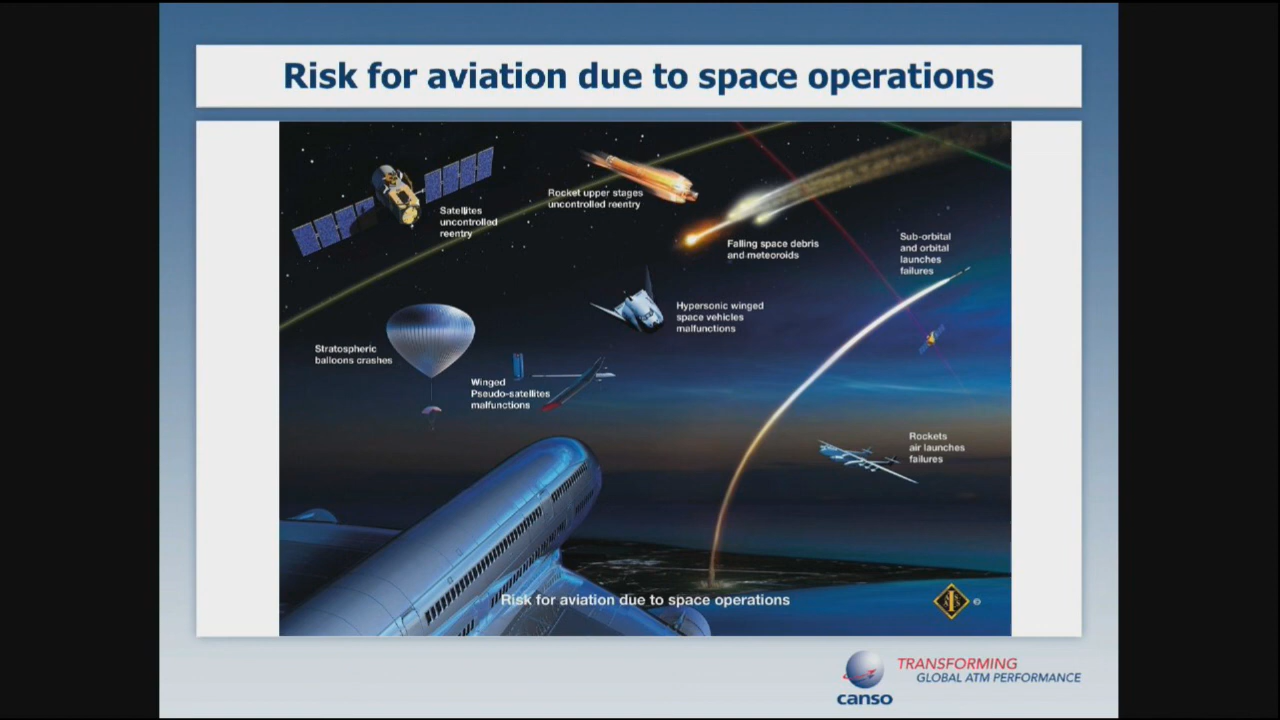 Risk for aviation due to space operations
Satellites
uncontrolled
reentry
Rocket upper stages
uncontrolled reentry
Falling space debris
and meteoroids
Sub-orbital
and orbital
launches
failures
Hypersonic winged
space vehicles
malfunctions
Stratospheric
balloons crashes
Winged
Pseudo-satellites
malfunctions
Rockets
air launches
failures
Risk for aviation due to space operations
canso
TRANSFORMING
GLOBAL ATM PERFORMANCE